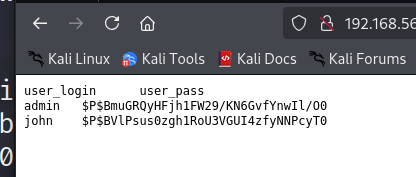 192.168.56
Kali Linux Kali Tools Kali Docs Kali Forums
user_login user_pass
admin $P$BmuGRQyHFjh1FW29/KN6GvfYnwIl/O0
john $P$BVlPsus0zgh1RoU3VGUI4zfyNNPcyT0
i
b
0